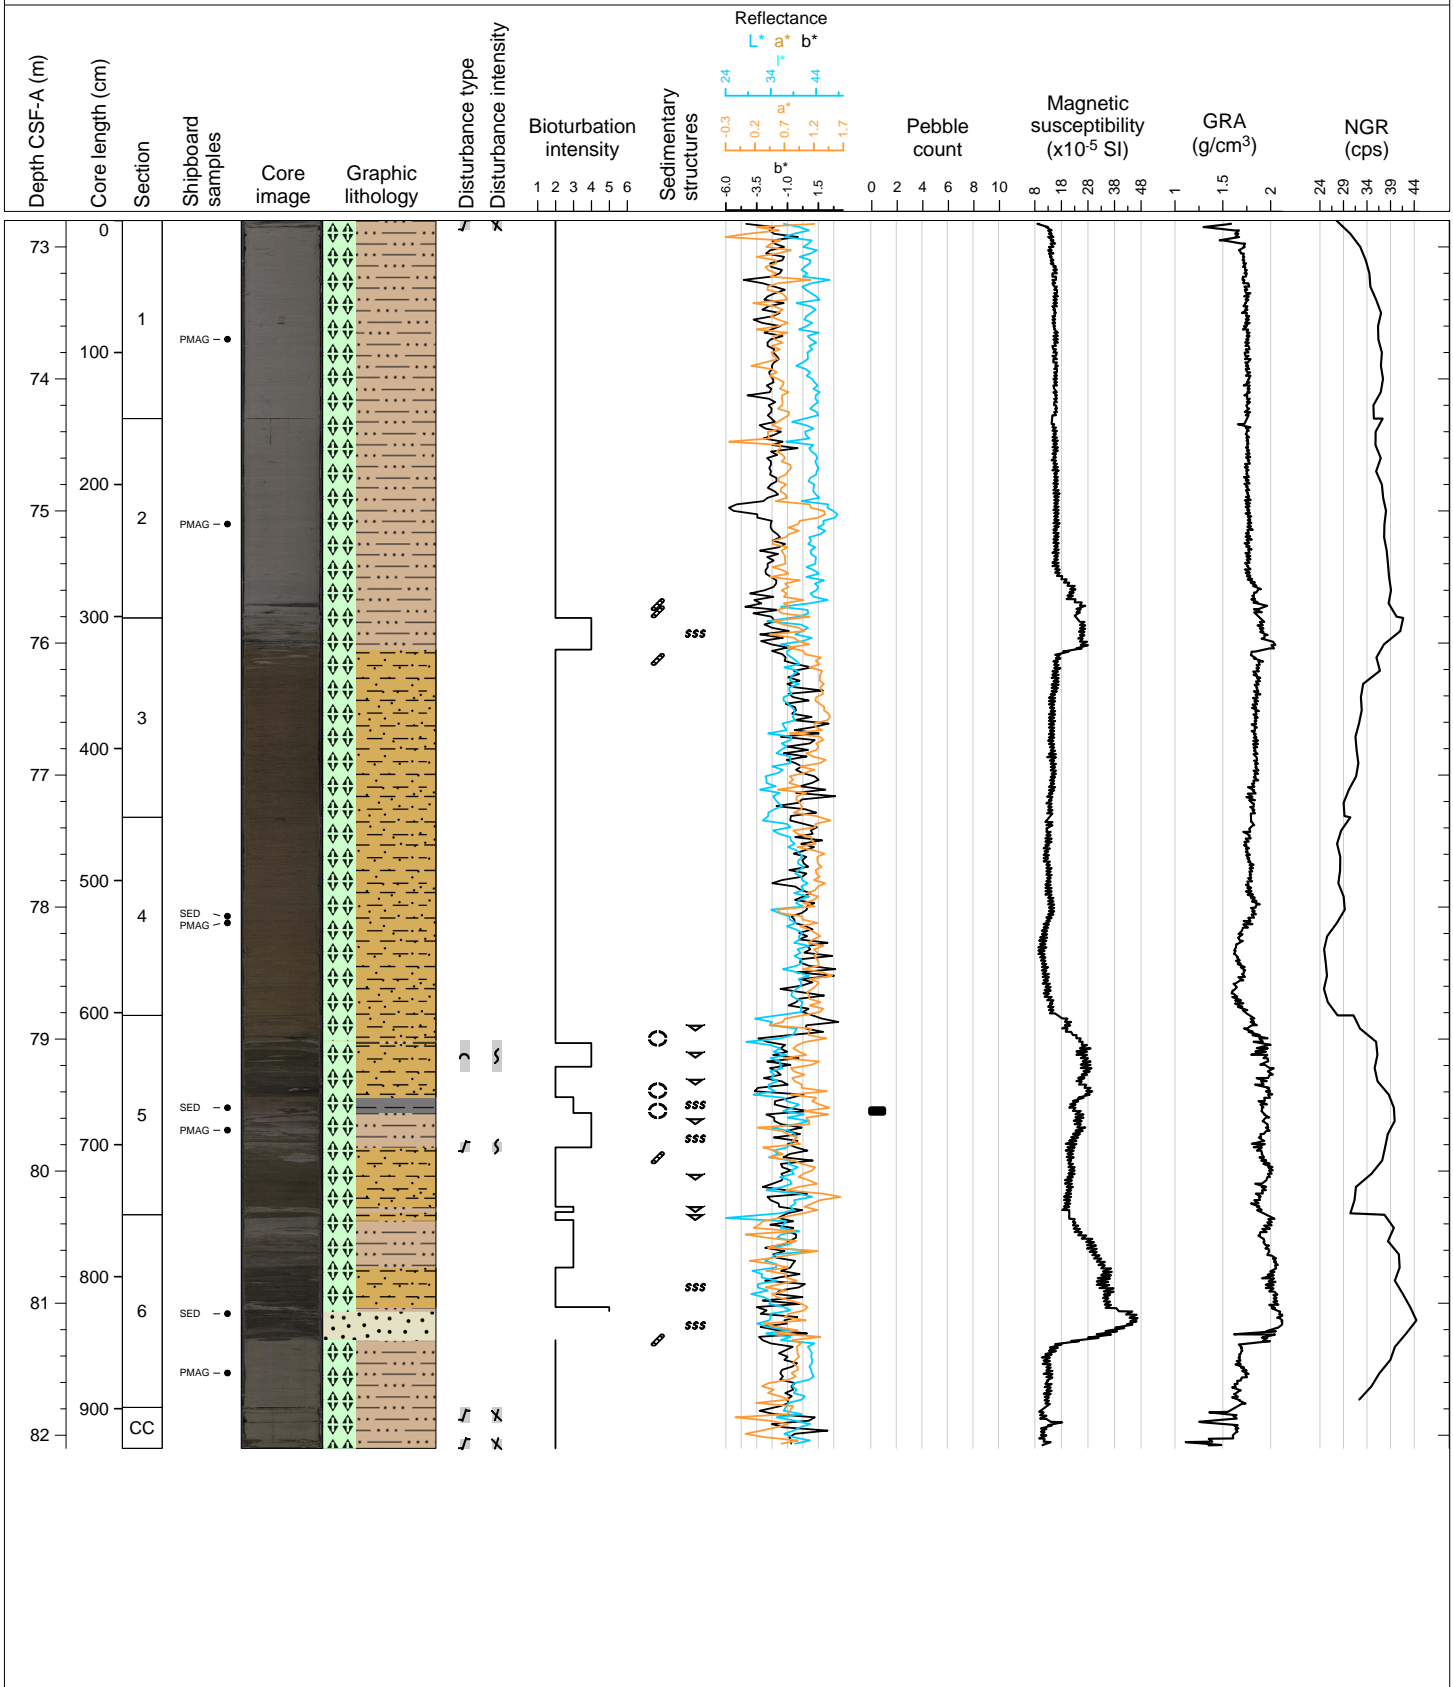 Reflectance
L* a* b*
l*
24 34 44
a*
-0.3 0.2 0.7 1.2 1.7
b*
-6.0 -3.5 -1.0 1.5
Depth CSF-A (m)
Core length (cm)
Section
Shipboard samples
Core image
Graphic lithology
Disturbance type
Disturbance intensity
Bioturbation intensity
1 2 3 4 5 6
Sedimentary structures
Pebble count
0 2 4 6 8 10
Magnetic susceptibility (x10-5 SI)
8 18 28 38 48
GRA (g/cm3)
1 1.5 2
NGR (cps)
24 29 34 39 44
0
73
1
PMAG
100
74
200
2
75
PMAG
300
76
3
400
77
4
500
78
SED
PMAG
600
79
5
SED
PMAG
700
80
800
81
6
SED
PMAG
900
CC
82